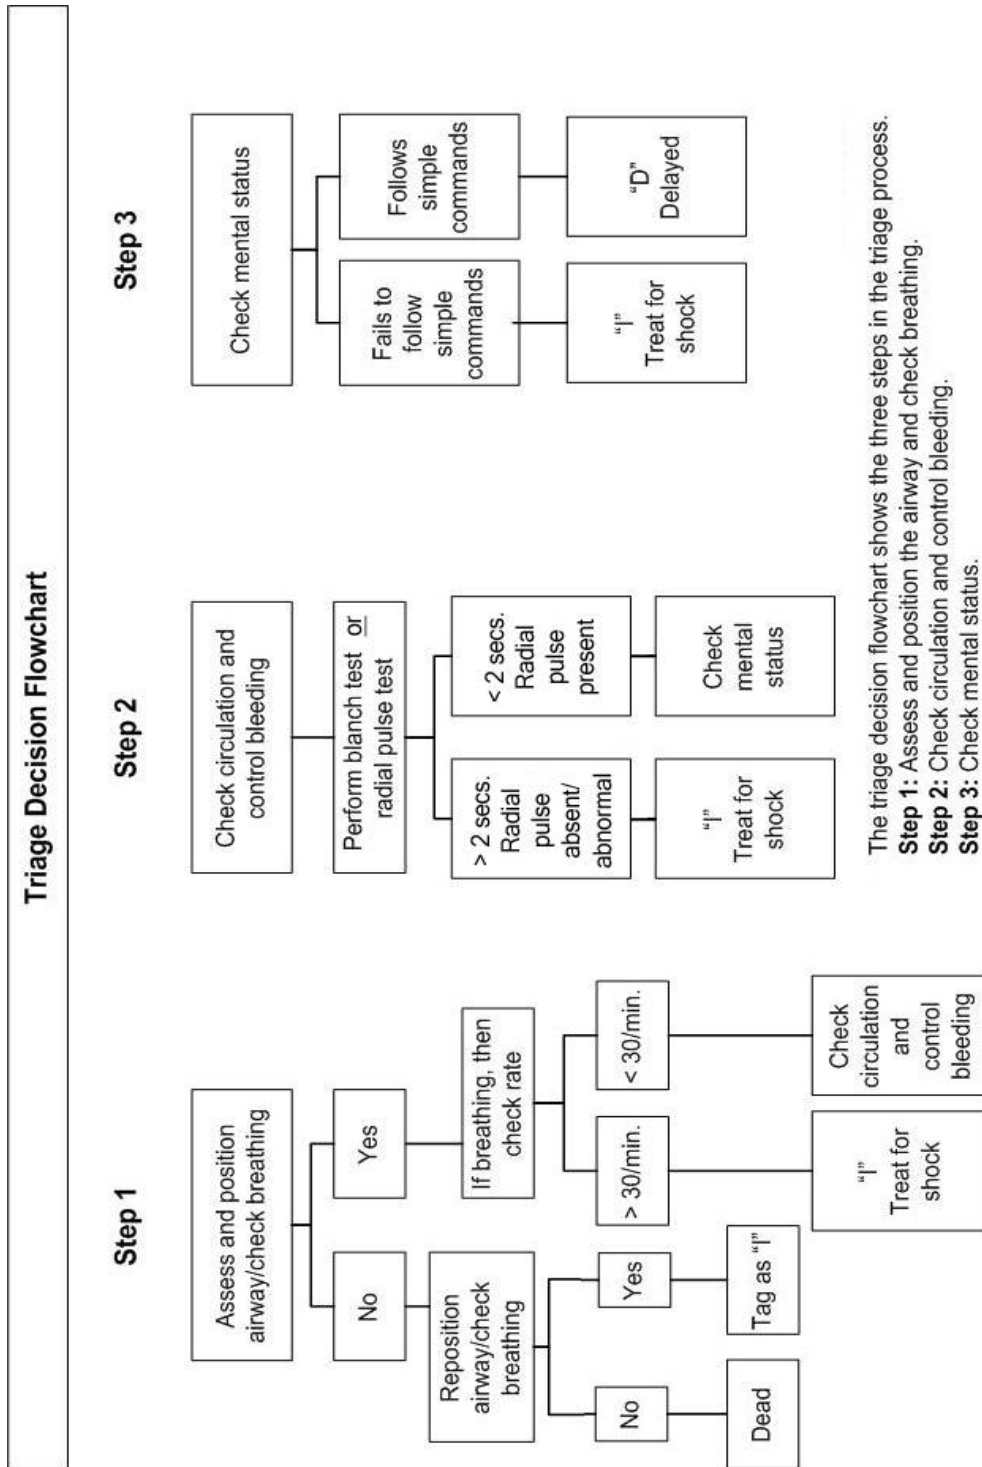 Triage Decision Flowchart
Step 1
Assess and position
airway/check breathing
No
Yes
Reposition
airway/check
breathing
If breathing, then
check rate
No
Yes
> 30/min.
< 30/min.
Dead
Tag as "I"
"I"
Treat for
shock
Check
circulation
and
control
bleeding
Step 2
Check circulation and
control bleeding
Perform blanch test or
radial pulse test
> 2 secs.
Radial
pulse
absent/
abnormal
< 2 secs.
Radial
pulse
present
"I"
Treat for
shock
Check
mental
status
Step 3
Check mental status
Fails to
follow
simple
commands
Follows
simple
commands
"I"
Treat for
shock
"D"
Delayed
The triage decision flowchart shows the three steps in the triage process.
Step 1: Assess and position the airway and check breathing.
Step 2: Check circulation and control bleeding.
Step 3: Check mental status.